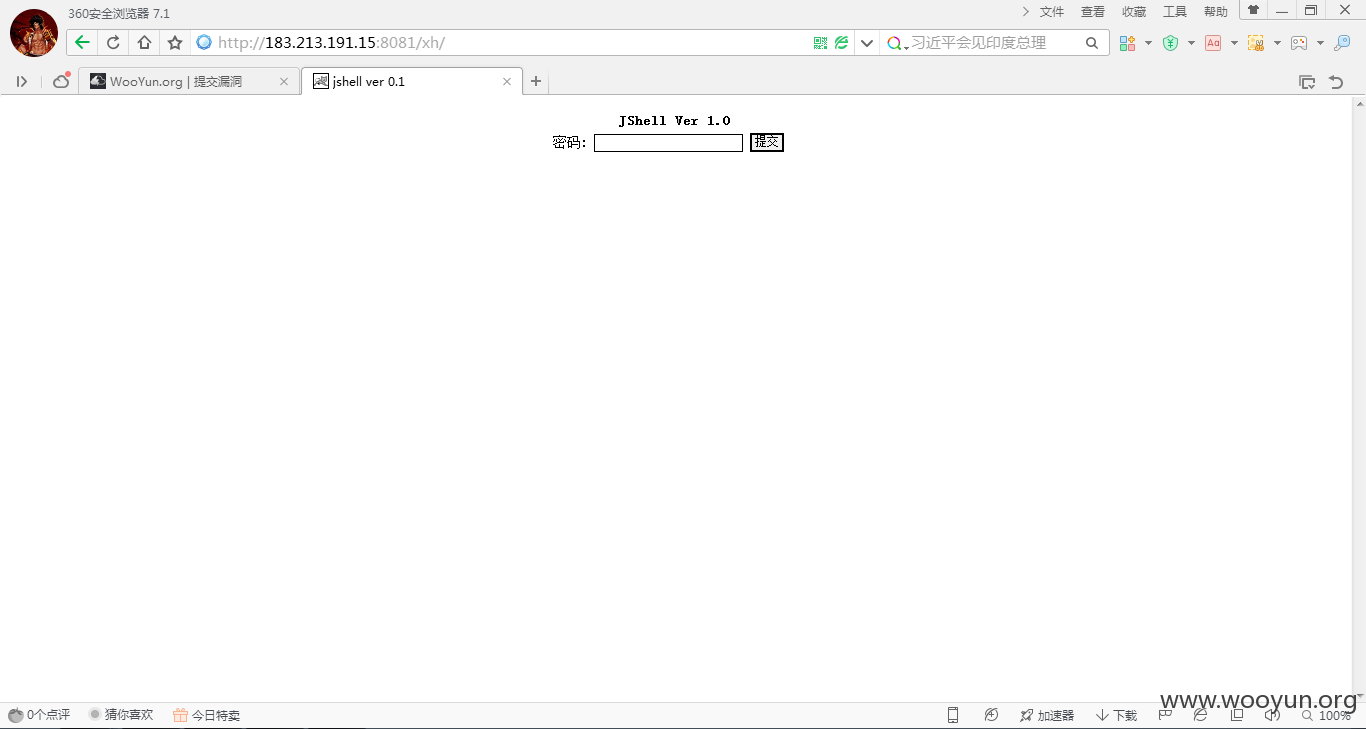 360安全浏览器 7.1
文件 查看 收藏 工具 帮助
http://183.213.191.15:8081/xh/
习近平会见印度总理
WooYun.org | 提交漏洞
jshell ver 0.1
JShell Ver 1.0
密码:
提交
www.wooyun.org
0个点评
猜你喜欢
今日特卖
加速器
下载
100%